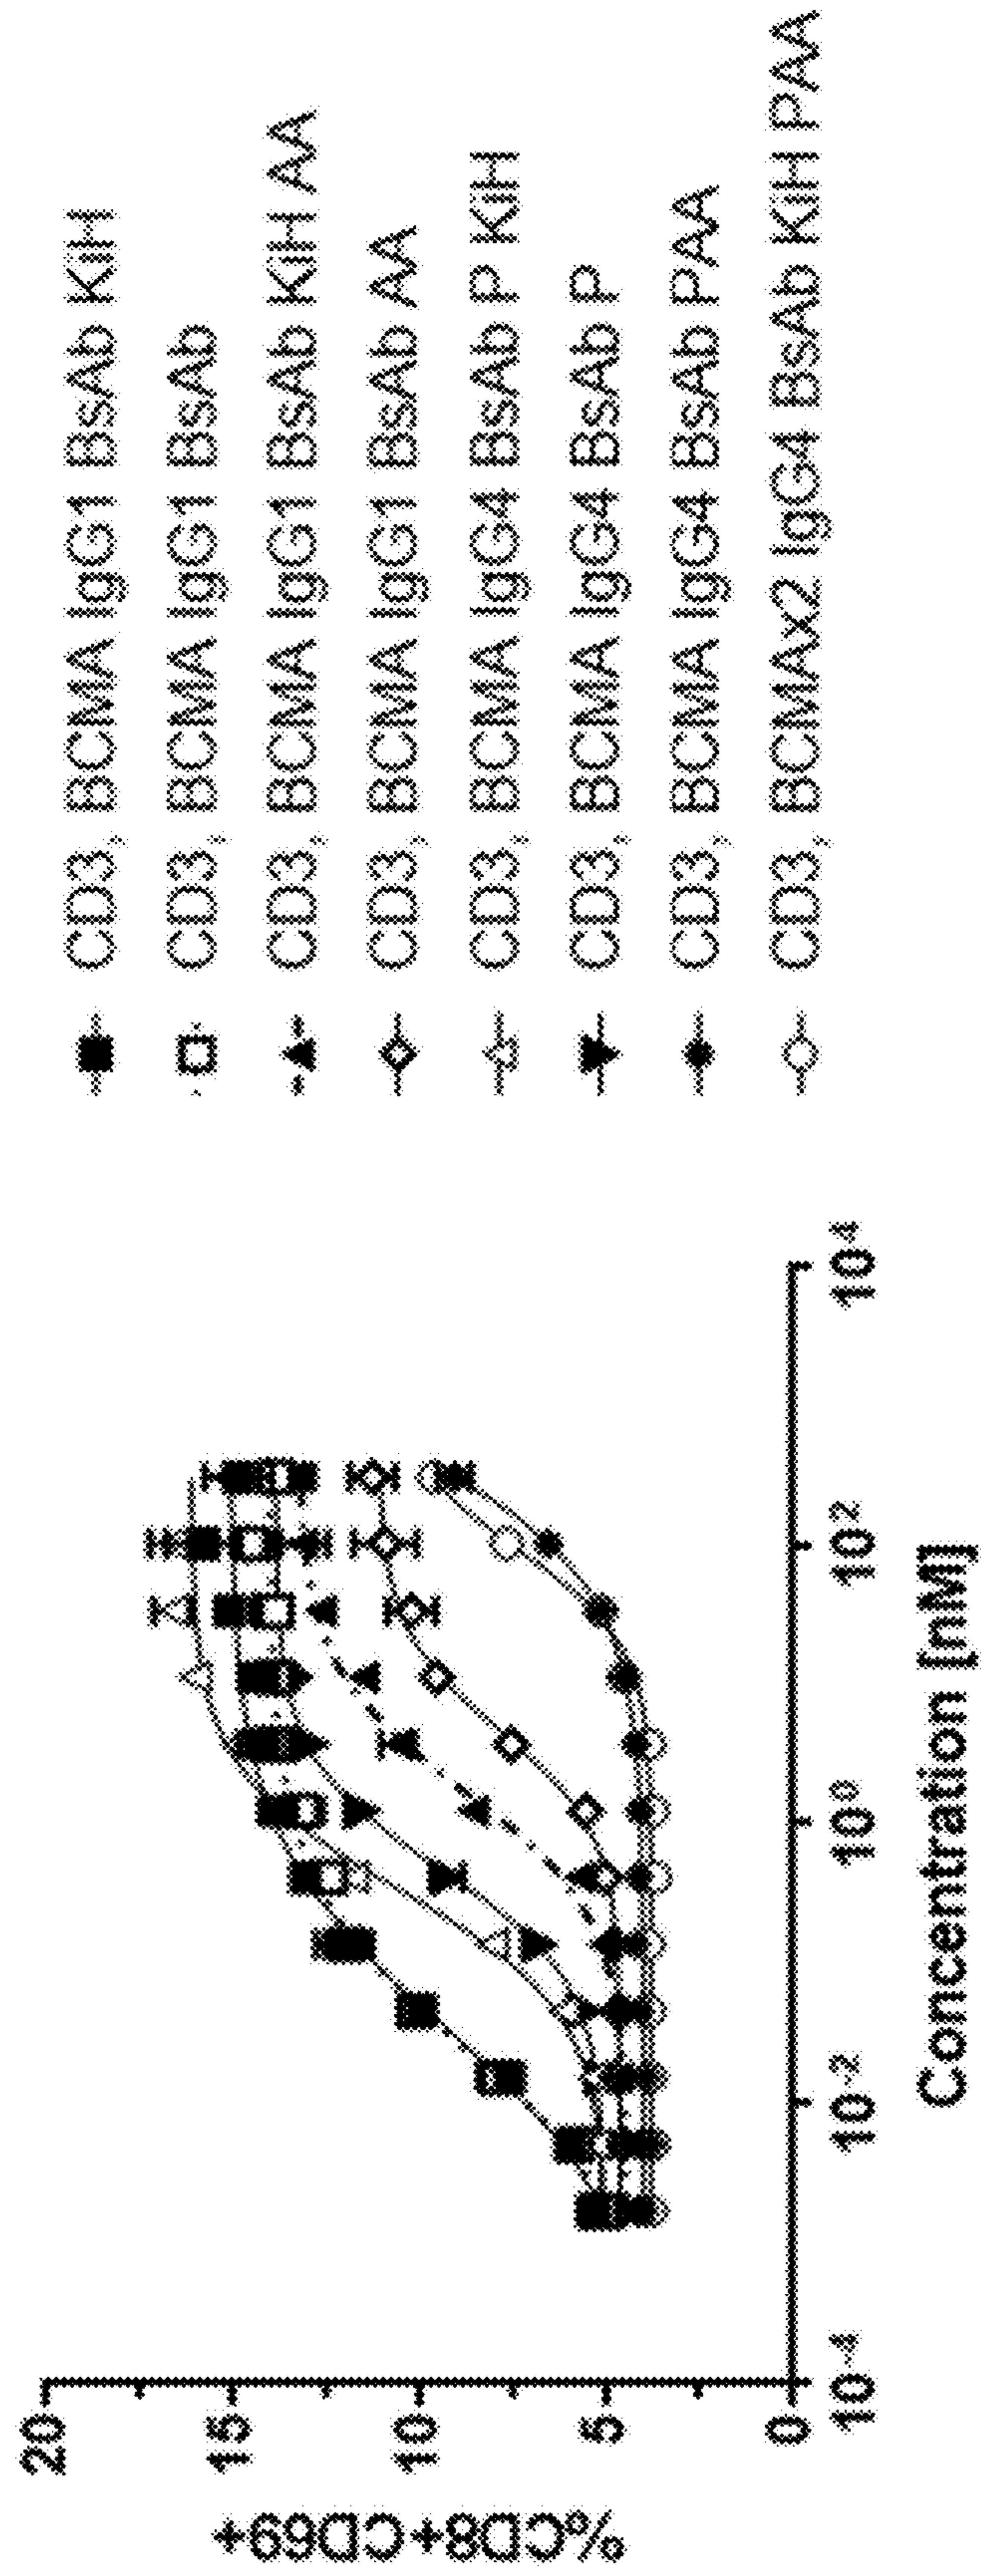 %CD8+CD69+
20
15
10
5
0
10-4
10-2
100
102
104
Concentration [nM]
CD3, BCMA IgG1 BsAb KiH
CD3, BCMA IgG1 BsAb
CD3, BCMA IgG1 BsAb KiH AA
CD3, BCMA IgG1 BsAb AA
CD3, BCMA IgG4 BsAb P KiH
CD3, BCMA IgG4 BsAb P
CD3, BCMA IgG4 BsAb PAA
CD3, BCMAx2 IgG4 BsAb KiH PAA